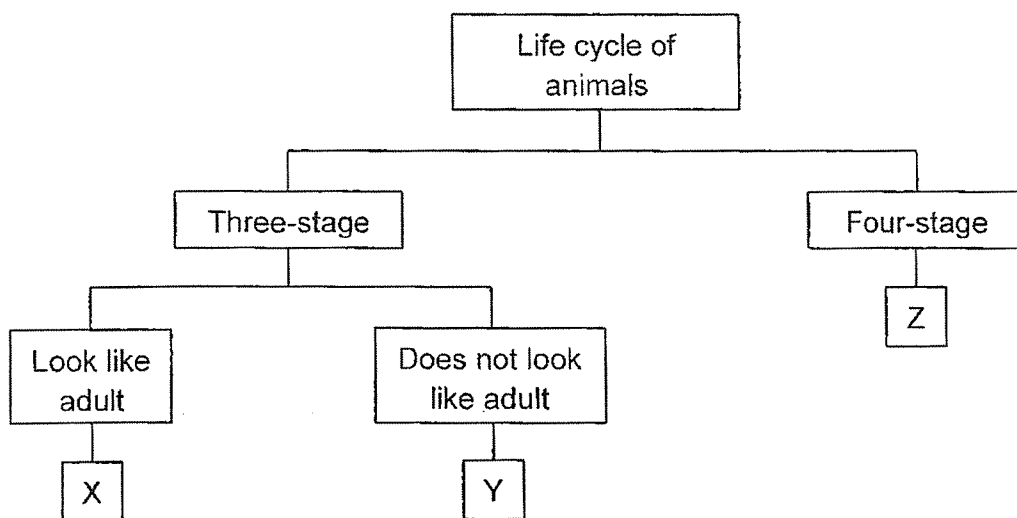 Life cycle of
animals
Three-stage
Four-stage
Z
Look like
adult
Does not look
like adult
X
Y